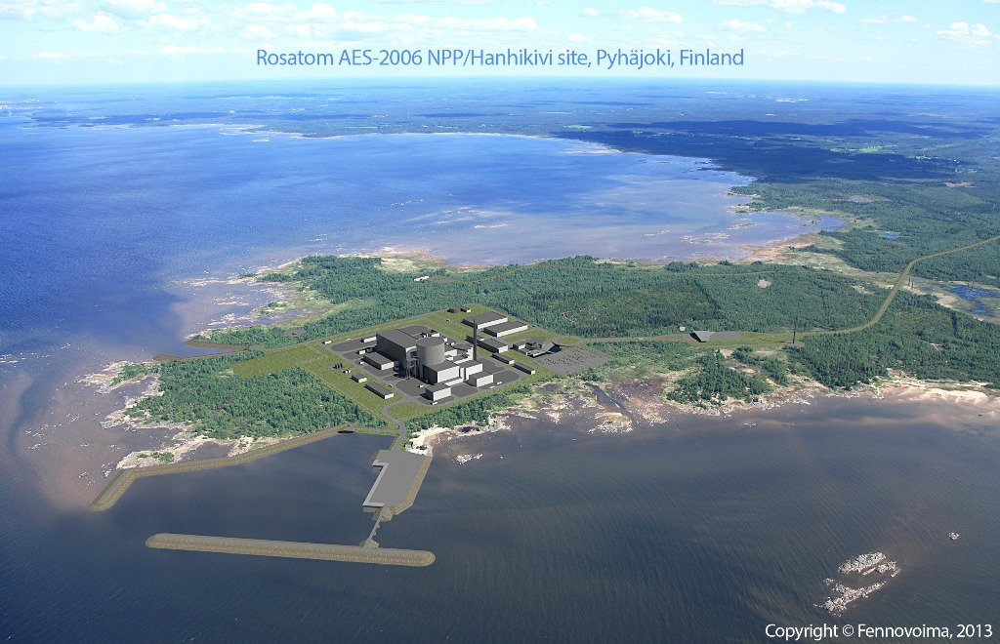 Rosatom AES-2006 NPP/Hanhikivi site, Pyhäjoki, Finland
Copyright © Fennovoima, 2013